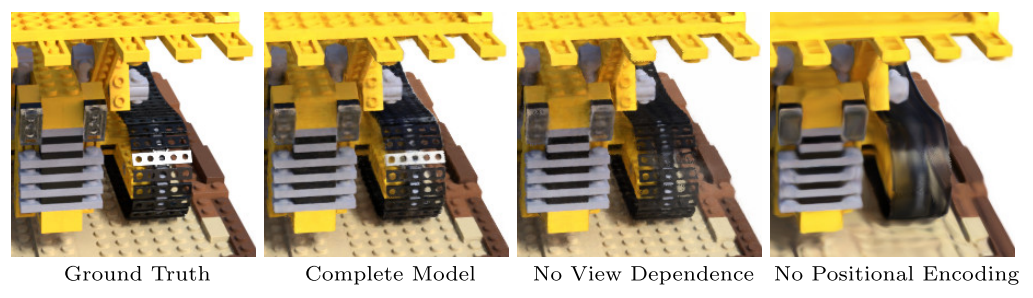 Ground Truth
Complete Model
No View Dependence
No Positional Encoding